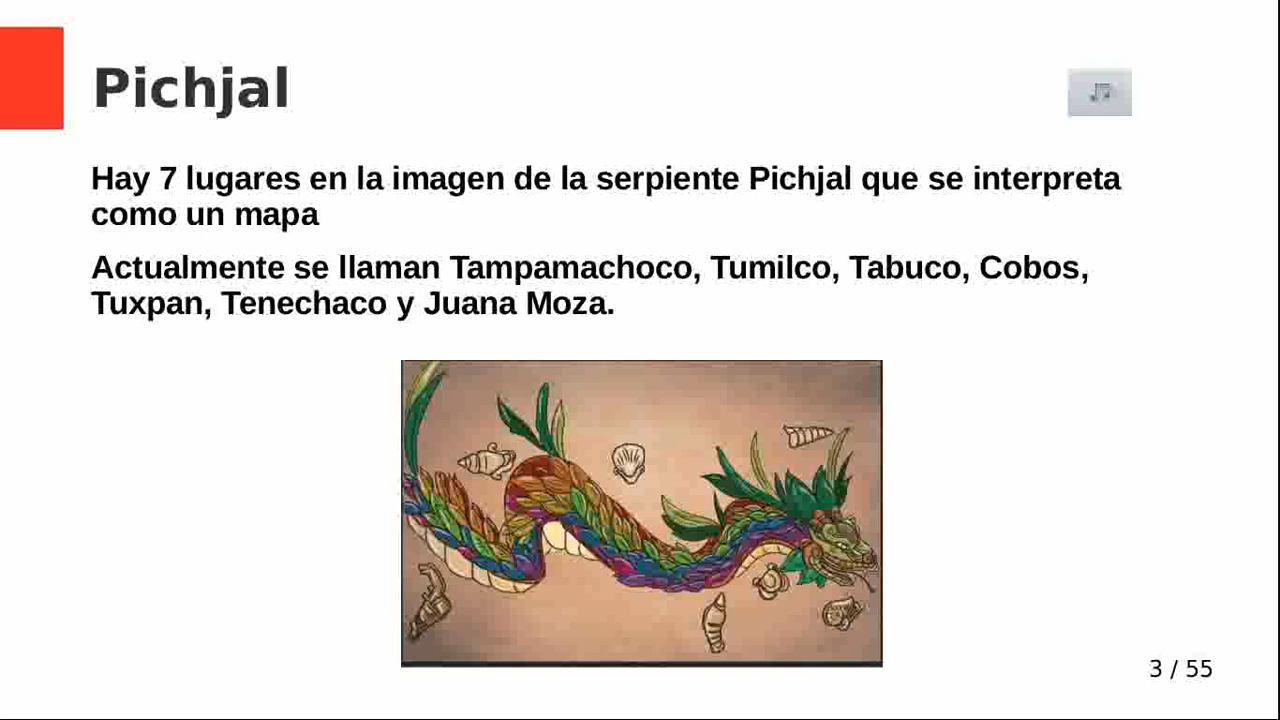 Pichjal
Hay 7 lugares en la imagen de la serpiente Pichjal que se interpreta
como un mapa
Actualmente se llaman Tampamachoco, Tumilco, Tabuco, Cobos,
Tuxpan, Tenechaco y Juana Moza.
3 / 55